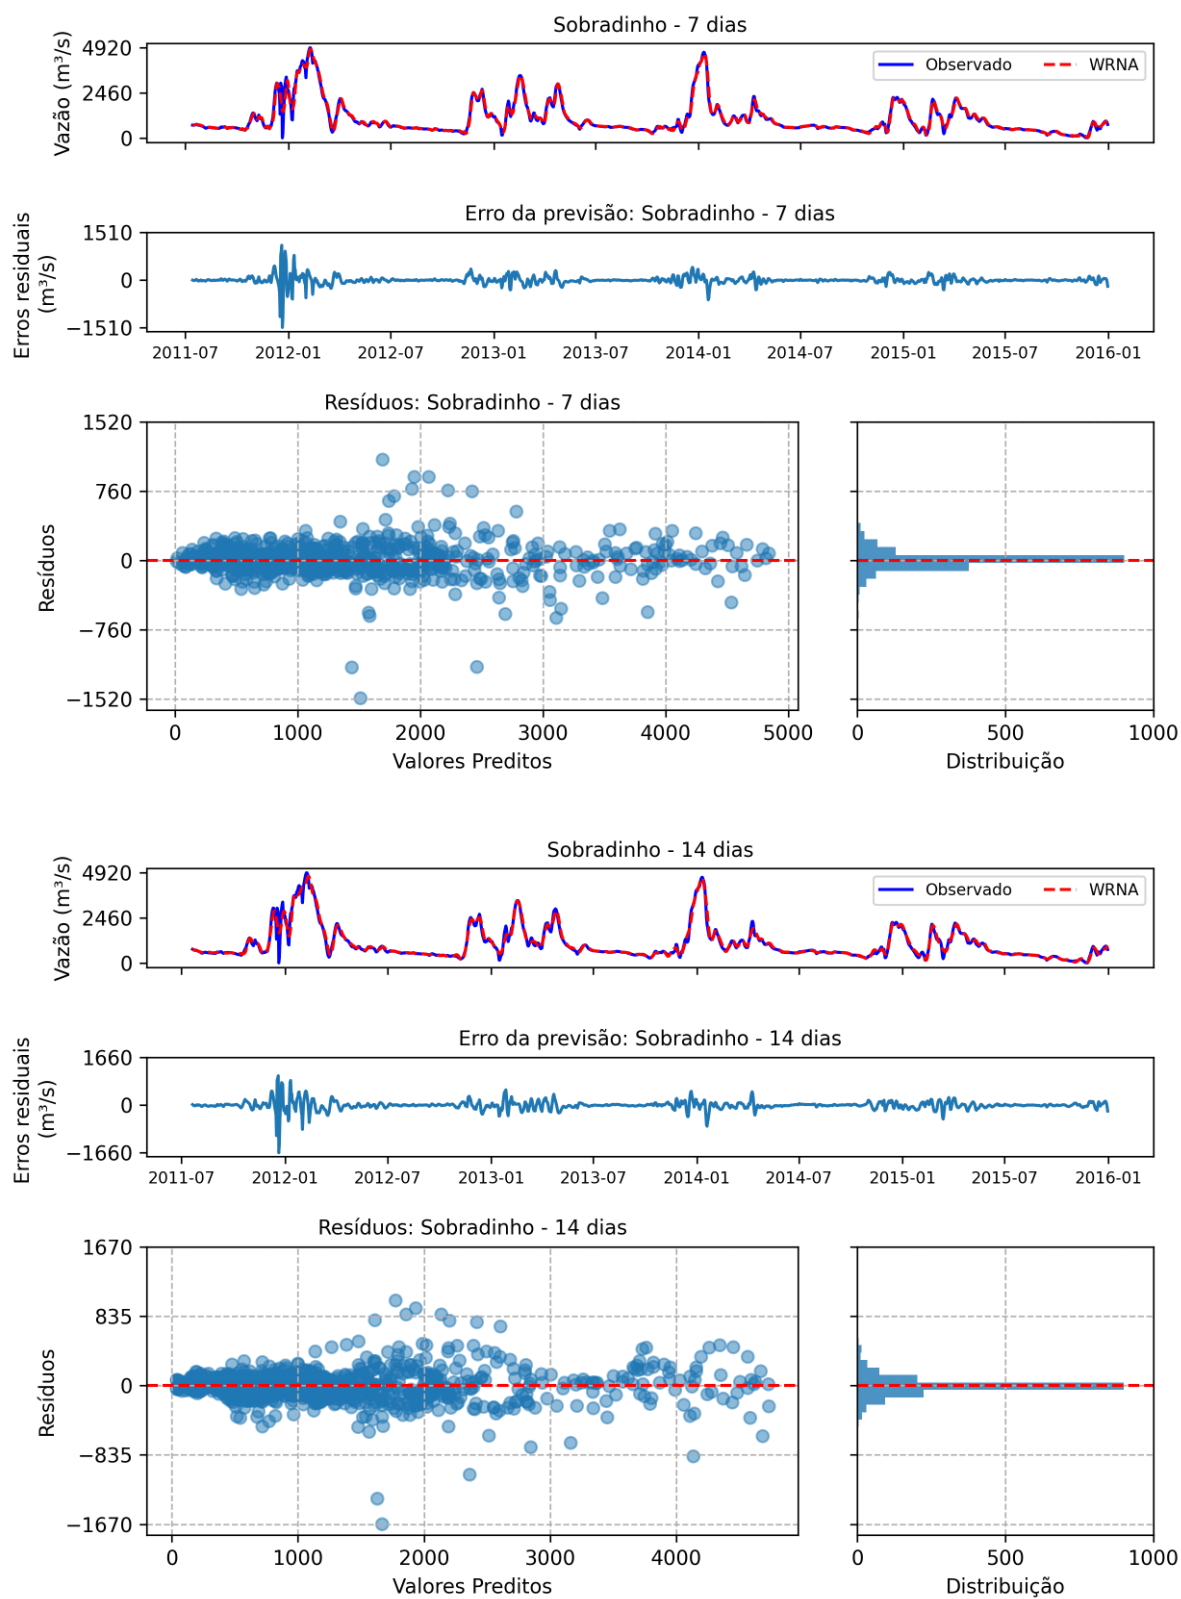 Sobradinho - 7 dias
Vazão (m³/s)
4920
2460
0
Observado
WRNA
Erro da previsão: Sobradinho - 7 dias
Erros residuais
(m³/s)
1510
0
−1510
2011-07 2012-01 2012-07 2013-01 2013-07 2014-01 2014-07 2015-01 2015-07 2016-01
Resíduos: Sobradinho - 7 dias
Resíduos
1520
760
0
−760
−1520
0 1000 2000 3000 4000 5000
Valores Preditos
0 500 1000
Distribuição
Sobradinho - 14 dias
Vazão (m³/s)
4920
2460
0
Observado
WRNA
Erro da previsão: Sobradinho - 14 dias
Erros residuais
(m³/s)
1660
0
−1660
2011-07 2012-01 2012-07 2013-01 2013-07 2014-01 2014-07 2015-01 2015-07 2016-01
Resíduos: Sobradinho - 14 dias
Resíduos
1670
835
0
−835
−1670
0 1000 2000 3000 4000
Valores Preditos
0 500 1000
Distribuição